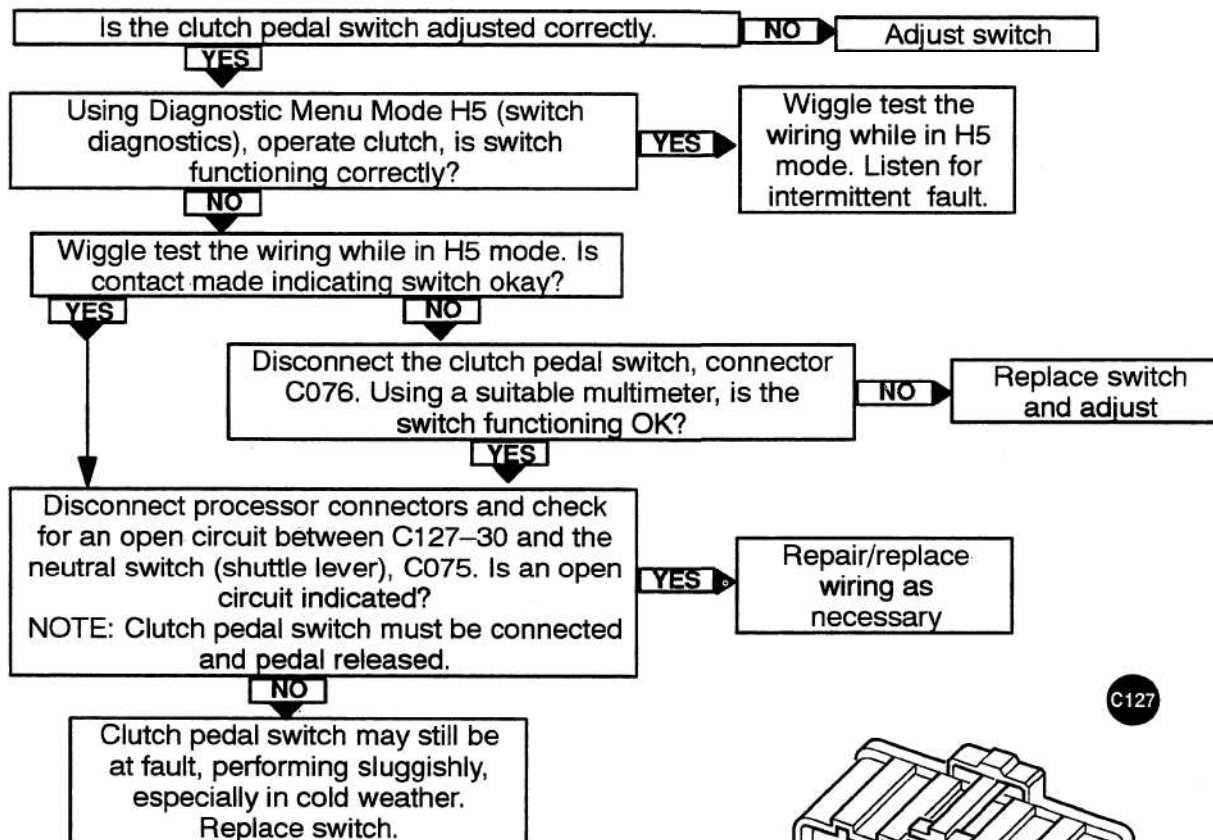 Is the clutch pedal switch adjusted correctly.
NO
Adjust switch
YES
Using Diagnostic Menu Mode H5 (switch
diagnostics), operate clutch, is switch
functioning correctly?
YES
Wiggle test the
wiring while in H5
mode. Listen for
intermittent fault.
NO
Wiggle test the wiring while in H5 mode. Is
contact made indicating switch okay?
YES
NO
Disconnect the clutch pedal switch, connector
C076. Using a suitable multimeter, is the
switch functioning OK?
NO
Replace switch
and adjust
YES
Disconnect processor connectors and check
for an open circuit between C127–30 and the
neutral switch (shuttle lever), C075. Is an open
circuit indicated?
NOTE: Clutch pedal switch must be connected
and pedal released.
YES
Repair/replace
wiring as
necessary
NO
Clutch pedal switch may still be
at fault, performing sluggishly,
especially in cold weather.
Replace switch.
C127